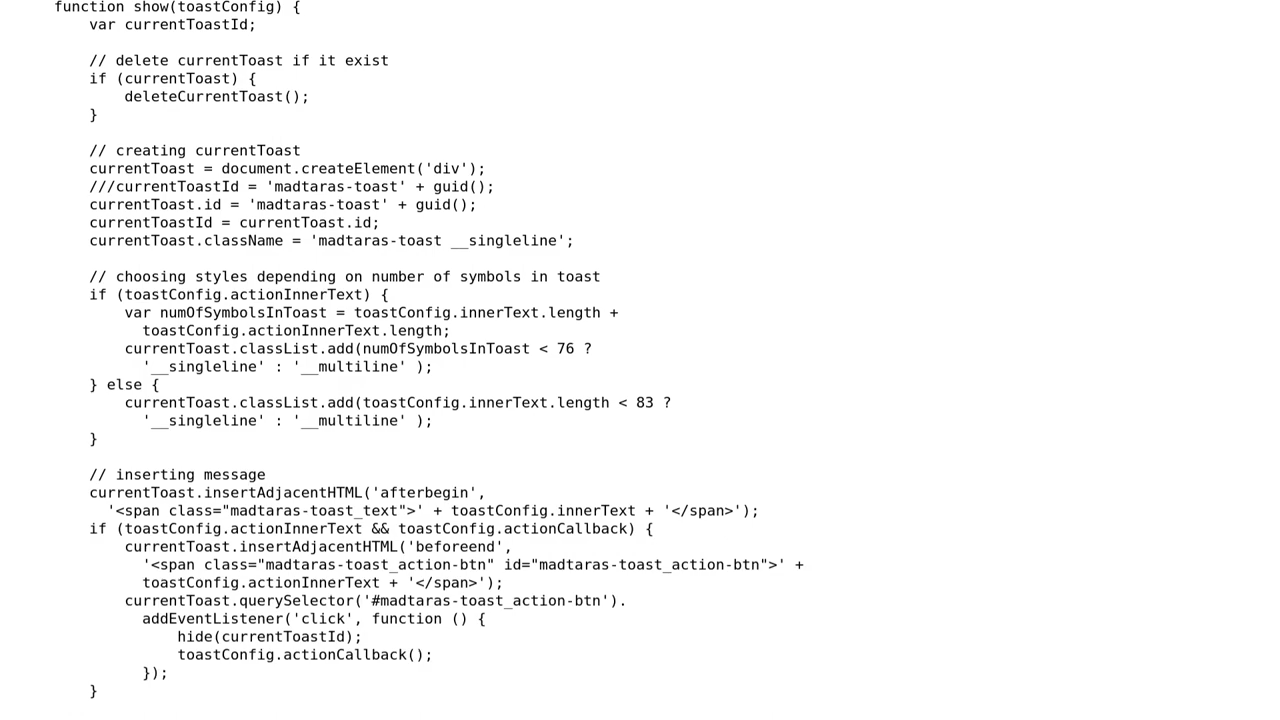 function show(toastConfig) {
    var currentToastId;

    // delete currentToast if it exist
    if (currentToast) {
        deleteCurrentToast();
    }

    // creating currentToast
    currentToast = document.createElement('div');
    ///currentToastId = 'madtaras-toast' + guid();
    currentToast.id = 'madtaras-toast' + guid();
    currentToastId = currentToast.id;
    currentToast.className = 'madtaras-toast __singleline';

    // choosing styles depending on number of symbols in toast
    if (toastConfig.actionInnerText) {
        var numOfSymbolsInToast = toastConfig.innerText.length +
          toastConfig.actionInnerText.length;
        currentToast.classList.add(numOfSymbolsInToast < 76 ?
          '__singleline' : '__multiline' );
    } else {
        currentToast.classList.add(toastConfig.innerText.length < 83 ?
          '__singleline' : '__multiline' );
    }

    // inserting message
    currentToast.insertAdjacentHTML('afterbegin',
      '<span class="madtaras-toast_text">' + toastConfig.innerText + '</span>');
    if (toastConfig.actionInnerText && toastConfig.actionCallback) {
        currentToast.insertAdjacentHTML('beforeend',
          '<span class="madtaras-toast_action-btn" id="madtaras-toast_action-btn">' +
          toastConfig.actionInnerText + '</span>');
        currentToast.querySelector('#madtaras-toast_action-btn').
          addEventListener('click', function () {
              hide(currentToastId);
              toastConfig.actionCallback();
          });
    }